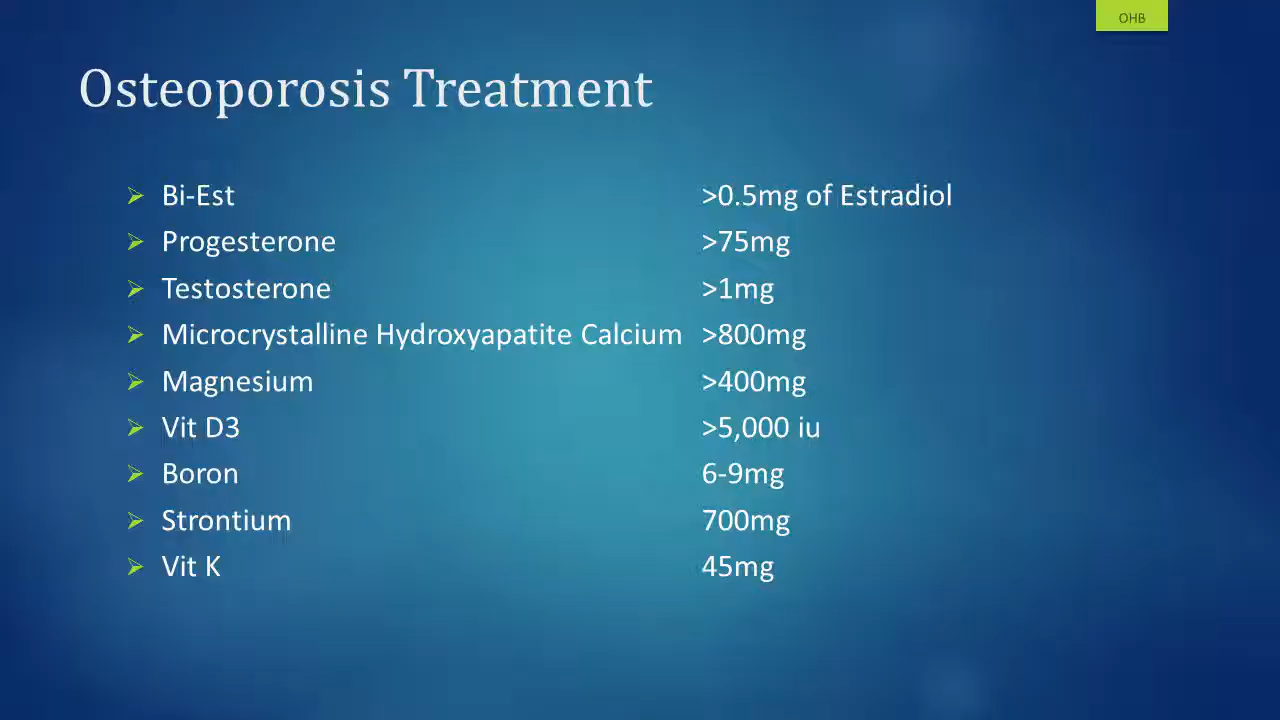 OHB
Osteoporosis Treatment
Bi-Est >0.5mg of Estradiol
Progesterone >75mg
Testosterone >1mg
Microcrystalline Hydroxyapatite Calcium >800mg
Magnesium >400mg
Vit D3 >5,000 iu
Boron 6-9mg
Strontium 700mg
Vit K 45mg